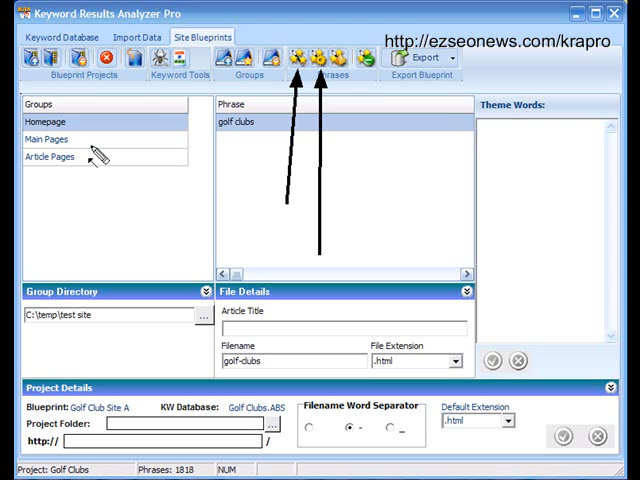 Keyword Results Analyzer Pro
Keyword Database Import Data Site Blueprints
http://ezseonews.com/krapro
Export
Blueprint Projects Keyword Tools Groups Phrases Export Blueprint
Groups
Homepage
Main Pages
Article Pages
Phrase
golf clubs
Theme Words:
Group Directory
C:\temp\test site
...
File Details
Article Title
Filename
golf-clubs
File Extension
.html
Project Details
Blueprint: Golf Club Site A KW Database: Golf Clubs.ABS
Project Folder: ...
http:// /
Filename Word Separator
- _
Default Extension
.html
Project: Golf Clubs Phrases: 1818 NUM